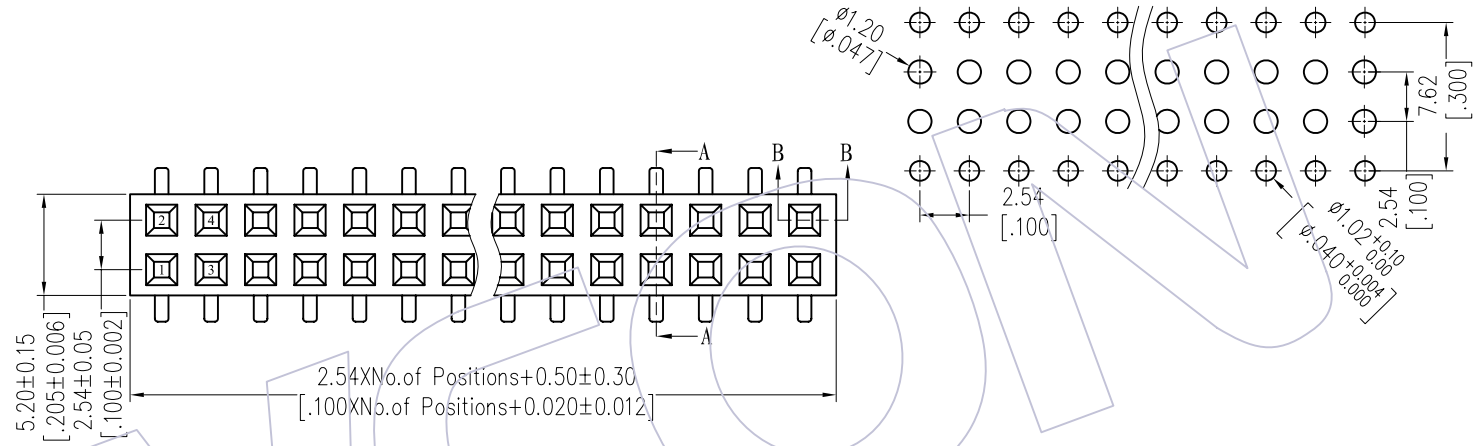 ø1.20
[ø.047]
7.62
[.300]
2.54
[.100]
2.54
[.100]
ø1.02+0.10 0.00
[ø.040+0.004 0.000]
A
B B
2 4
1 3
A
5.20±0.15
[.205±0.006]
2.54±0.05
[.100±0.002]
2.54XNo.of Positions+0.50±0.30
[.100XNo.of Positions+0.020±0.012]